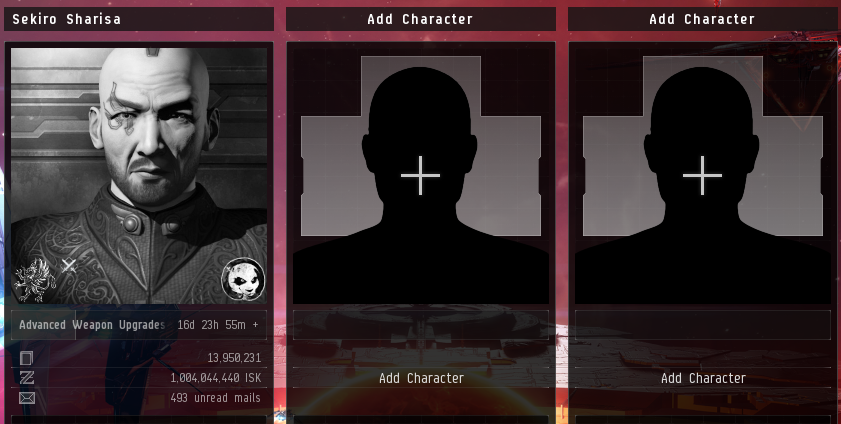 Sekiro Sharisa
Add Character
Add Character
Advanced Weapon Upgrades 16d 23h 55m +
13,950,231
1,004,044,440 ISK
493 unread mails
Add Character
Add Character